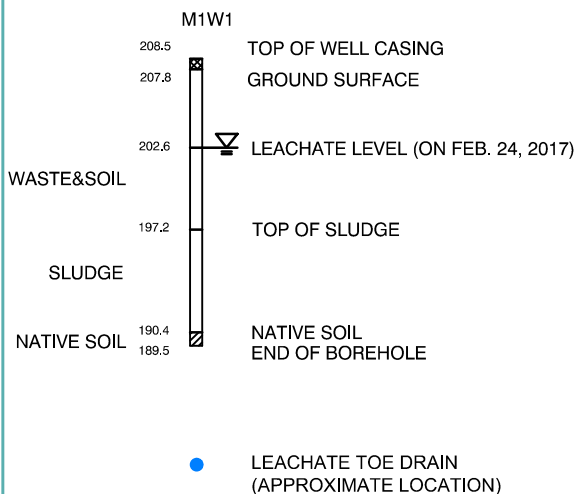 M1W1
208.5 TOP OF WELL CASING
207.8 GROUND SURFACE
202.6 LEACHATE LEVEL (ON FEB. 24, 2017)
WASTE&SOIL
197.2 TOP OF SLUDGE
SLUDGE
190.4 NATIVE SOIL
NATIVE SOIL
189.5 END OF BOREHOLE
LEACHATE TOE DRAIN
(APPROXIMATE LOCATION)